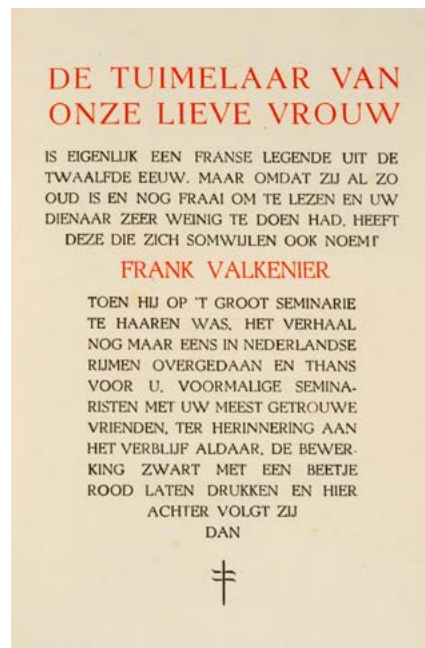 DE TUIMELAAR VAN
ONZE LIEVE VROUW
IS EIGENLIJK EEN FRANSE LEGENDE UIT DE
TWAALFDE EEUW. MAAR OMDAT ZIJ AL ZO
OUD IS EN NOG FRAAI OM TE LEZEN EN UW
DIENAAR ZEER WEINIG TE DOEN HAD, HEEFT
DEZE DIE ZICH SOMWIJLEN OOK NOEMT
FRANK VALKENIER
TOEN HIJ OP 'T GROOT SEMINARIE
TE HAAREN WAS, HET VERHAAL
NOG MAAR EENS IN NEDERLANDSE
RIJMEN OVERGEDAAN EN THANS
VOOR U, VOORMALIGE SEMINA-
RISTEN MET UW MEEST GETROUWE
VRIENDEN, TER HERINNERING AAN
HET VERBLIJF ALDAAR, DE BEWER-
KING ZWART MET EEN BEETJE
ROOD LATEN DRUKKEN EN HIER
ACHTER VOLGT ZIJ
DAN